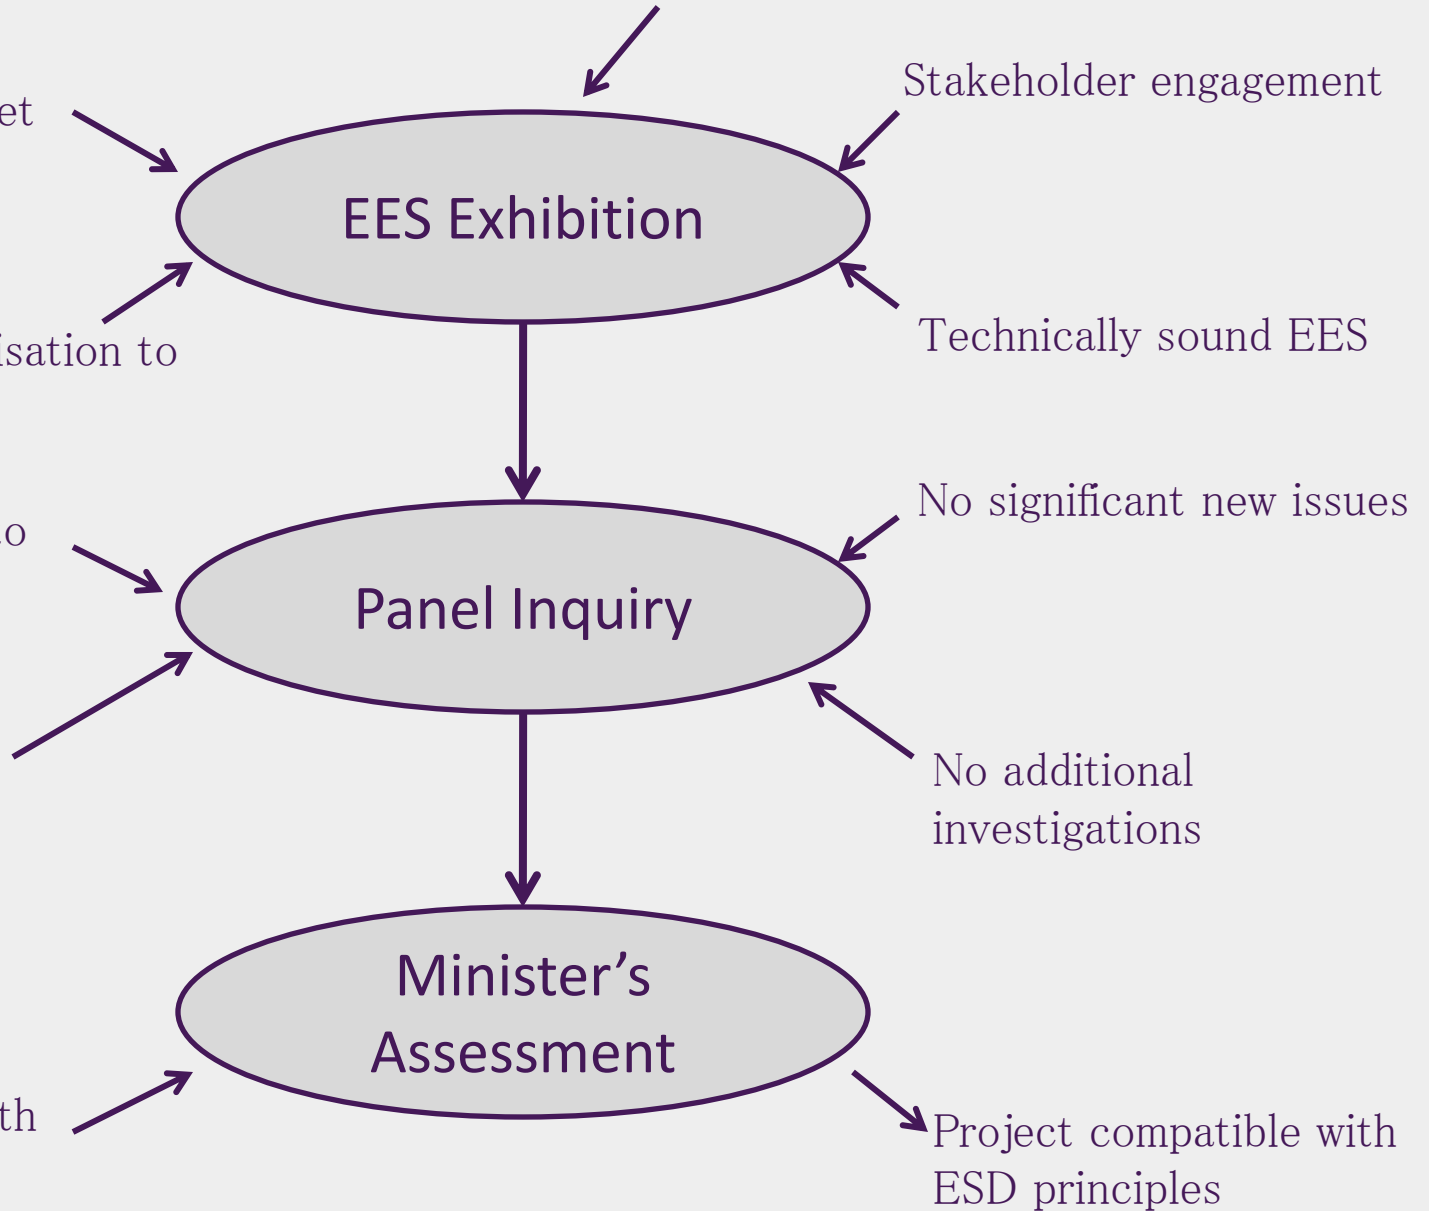 Stakeholder engagement
EES Exhibition
Technically sound EES
to
No significant new issues
Panel Inquiry
No additional
investigations
Minister’s
Assessment
Project compatible with
ESD principles